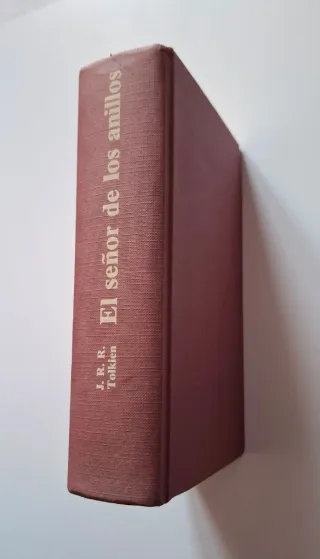 J. R. R.
Tolkien
El señor de los anillos